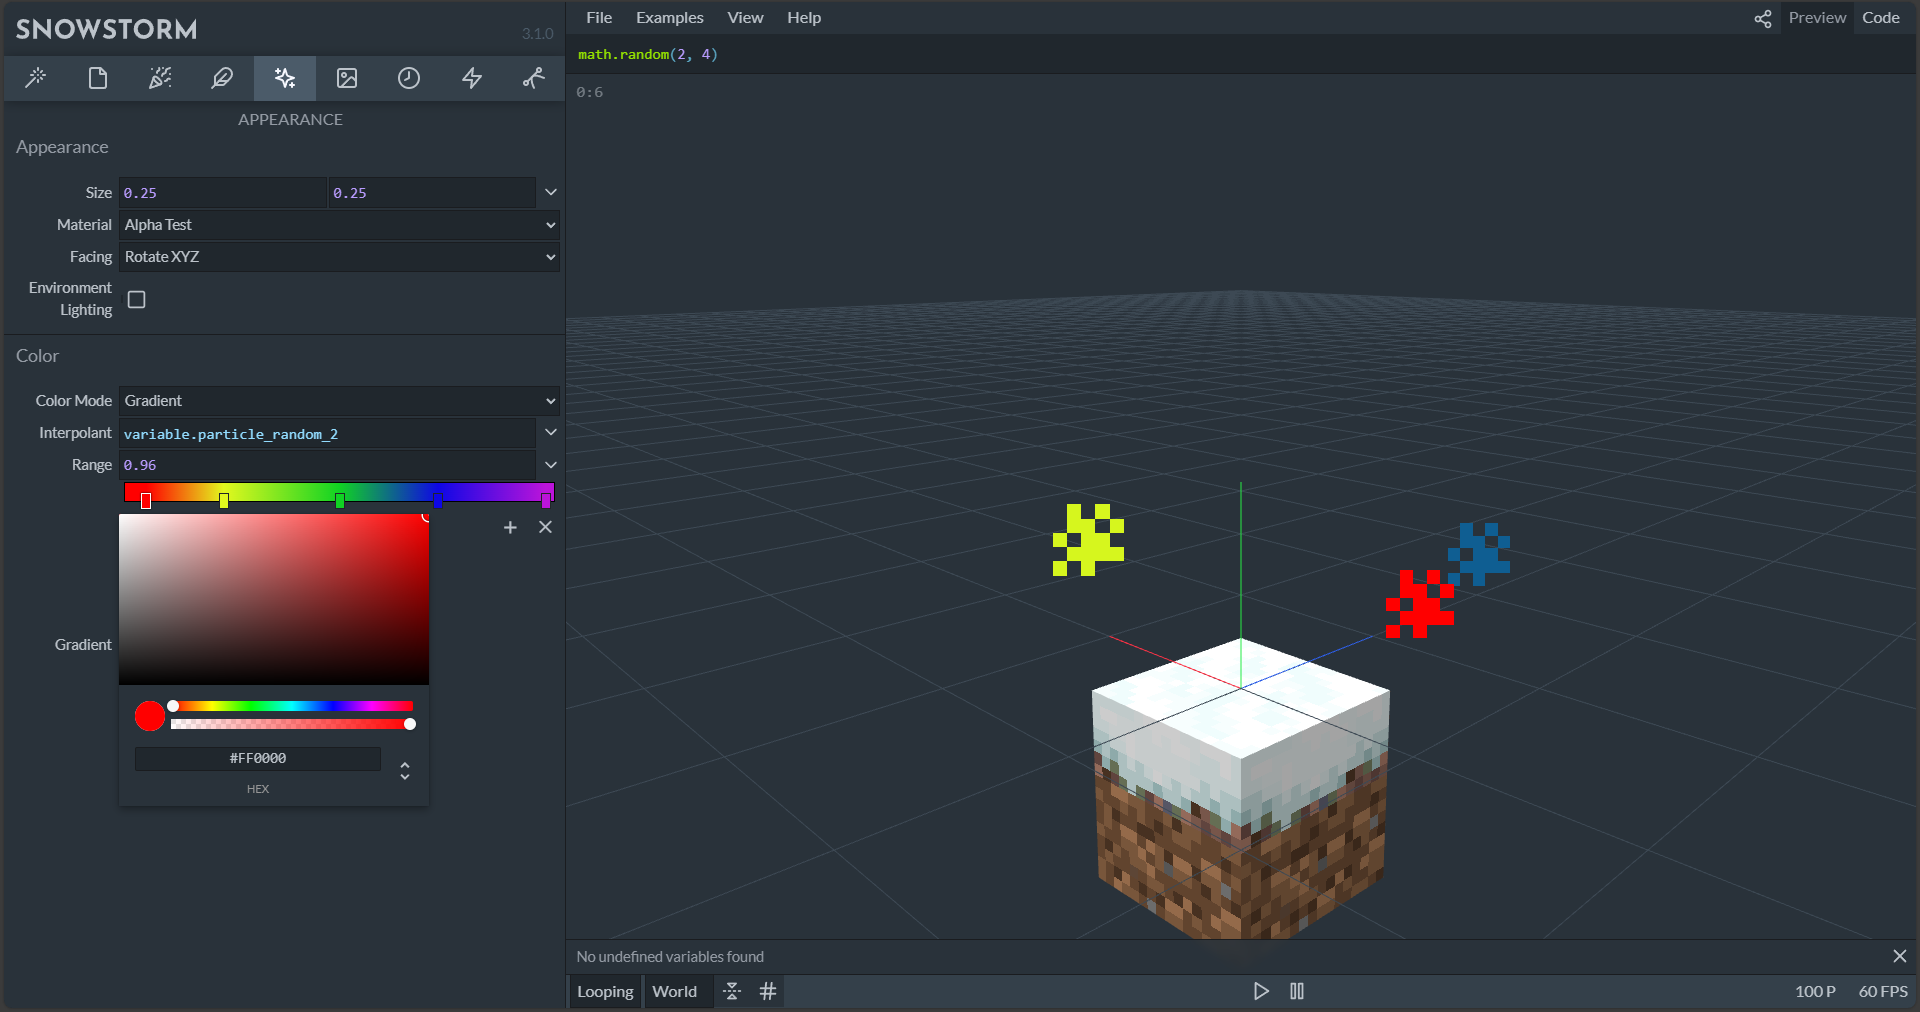 SNOWSTORM
3.1.0
File Examples View Help
Preview Code
math.random(2, 4)
0:6
APPEARANCE
Appearance
Size 0.25 0.25
Material Alpha Test
Facing Rotate XYZ
Environment
Lighting
Color
Color Mode Gradient
Interpolant variable.particle_random_2
Range 0.96
Gradient
#FF0000
HEX
No undefined variables found
Looping World
100 P 60 FPS